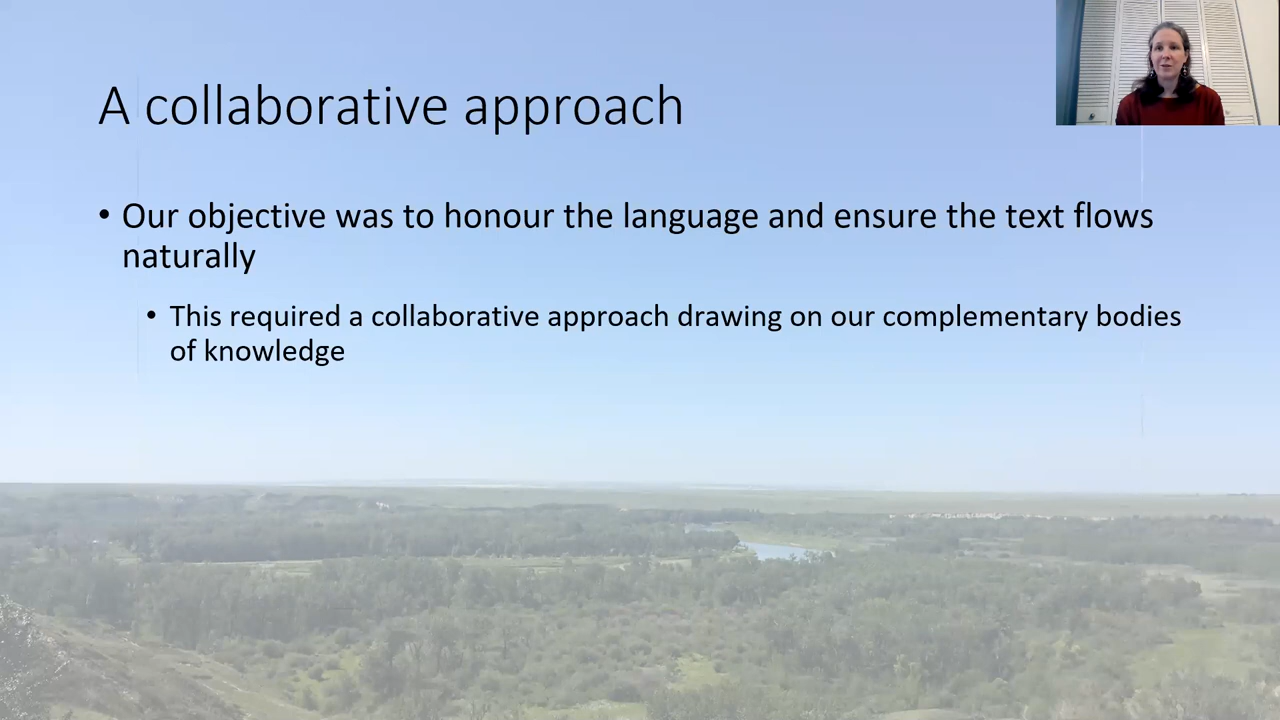 A collaborative approach
• Our objective was to honour the language and ensure the text flows
naturally
• This required a collaborative approach drawing on our complementary bodies
of knowledge